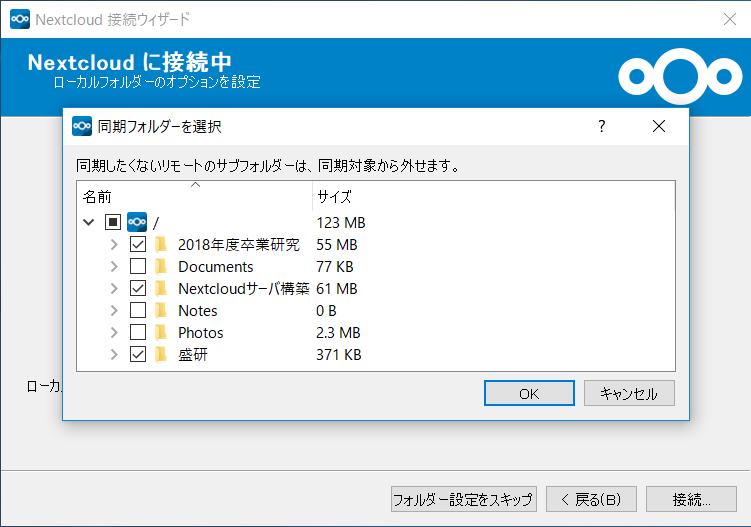 Nextcloud 接続ウィザード
Nextcloud に接続中
ローカルフォルダーのオプションを設定
同期フォルダーを選択
?
同期したくないリモートのサブフォルダーは、同期対象から外せます。
名前 サイズ
/ 123 MB
2018年度卒業研究 55 MB
Documents 77 KB
Nextcloudサーバ構築 61 MB
Notes 0 B
Photos 2.3 MB
盛研 371 KB
ローカ
OK キャンセル
フォルダー設定をスキップ < 戻る(B) 接続...